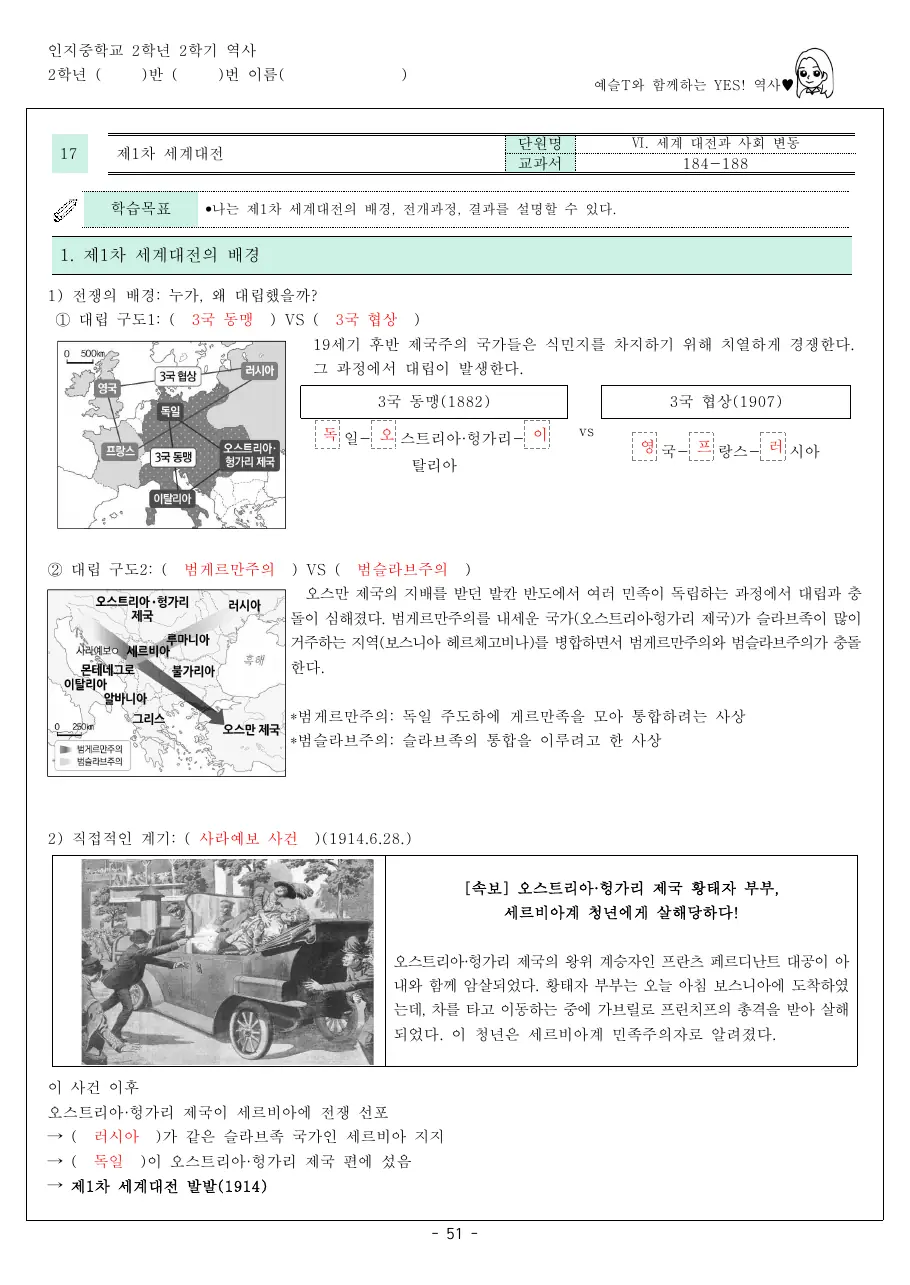 인지중학교 2학년 2학기 역사
2학년 (      )반 (      )번 이름(                  )
예슬T와 함께하는 YES! 역사♥
17
제1차 세계대전
단원명
Ⅵ. 세계 대전과 사회 변동
교과서
184-188
학습목표
•나는 제1차 세계대전의 배경, 전개과정, 결과를 설명할 수 있다.
1. 제1차 세계대전의 배경
1) 전쟁의 배경: 누가, 왜 대립했을까?
① 대립 구도1: (  3국 동맹  ) VS (  3국 협상  )
0 500㎞
3국 협상
러시아
영국
독일
프랑스
3국 동맹
오스트리아·
헝가리 제국
이탈리아
19세기 후반 제국주의 국가들은 식민지를 차지하기 위해 치열하게 경쟁한다.
그 과정에서 대립이 발생한다.
3국 동맹(1882)
독일-오스트리아·헝가리-이
탈리아
vs
3국 협상(1907)
영국-프랑스-러시아
② 대립 구도2: (  범게르만주의  ) VS (  범슬라브주의  )
오스트리아·헝가리
제국
러시아
루마니아
사라예보
세르비아
흑해
몬테네그로
불가리아
이탈리아
알바니아
그리스
오스만 제국
0 250㎞
범게르만주의
범슬라브주의
오스만 제국의 지배를 받던 발칸 반도에서 여러 민족이 독립하는 과정에서 대립과 충
돌이 심해졌다. 범게르만주의를 내세운 국가(오스트리아·헝가리 제국)가 슬라브족이 많이
거주하는 지역(보스니아 헤르체고비나)를 병합하면서 범게르만주의와 범슬라브주의가 충돌
한다.
*범게르만주의: 독일 주도하에 게르만족을 모아 통합하려는 사상
*범슬라브주의: 슬라브족의 통합을 이루려고 한 사상
2) 직접적인 계기: ( 사라예보 사건  )(1914.6.28.)
[속보] 오스트리아·헝가리 제국 황태자 부부,
세르비아계 청년에게 살해당하다!
오스트리아·헝가리 제국의 왕위 계승자인 프란츠 페르디난트 대공이 아
내와 함께 암살되었다. 황태자 부부는 오늘 아침 보스니아에 도착하였
는데, 차를 타고 이동하는 중에 가브릴로 프린치프의 총격을 받아 살해
되었다. 이 청년은 세르비아계 민족주의자로 알려졌다.
이 사건 이후
오스트리아·헝가리 제국이 세르비아에 전쟁 선포
→ (  러시아  )가 같은 슬라브족 국가인 세르비아 지지
→ (  독일  )이 오스트리아·헝가리 제국 편에 섰음
→ 제1차 세계대전 발발(1914)
- 51 -